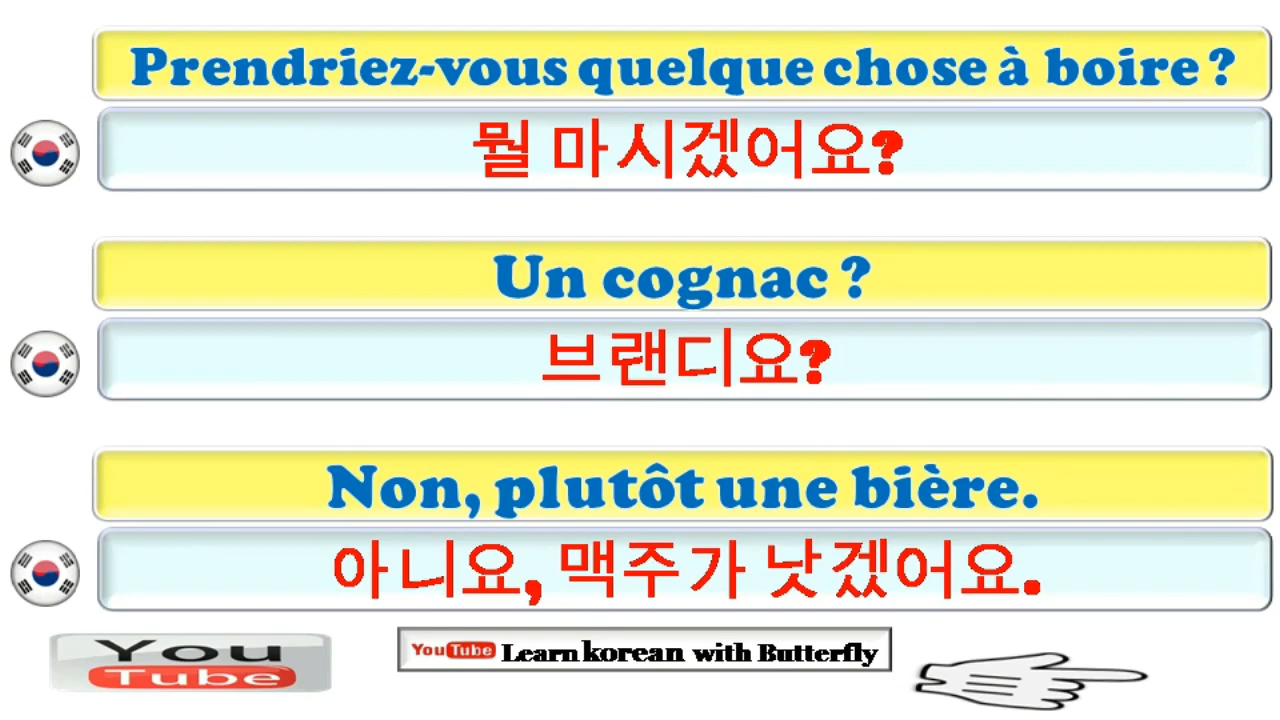 Prendriez-vous quelque chose à boire ?
뭘 마시겠어요?
Un cognac ?
브랜디요?
Non, plutôt une bière.
아니요, 맥주가 낫겠어요.
You
Tube
YouTube Learn korean with Butterfly